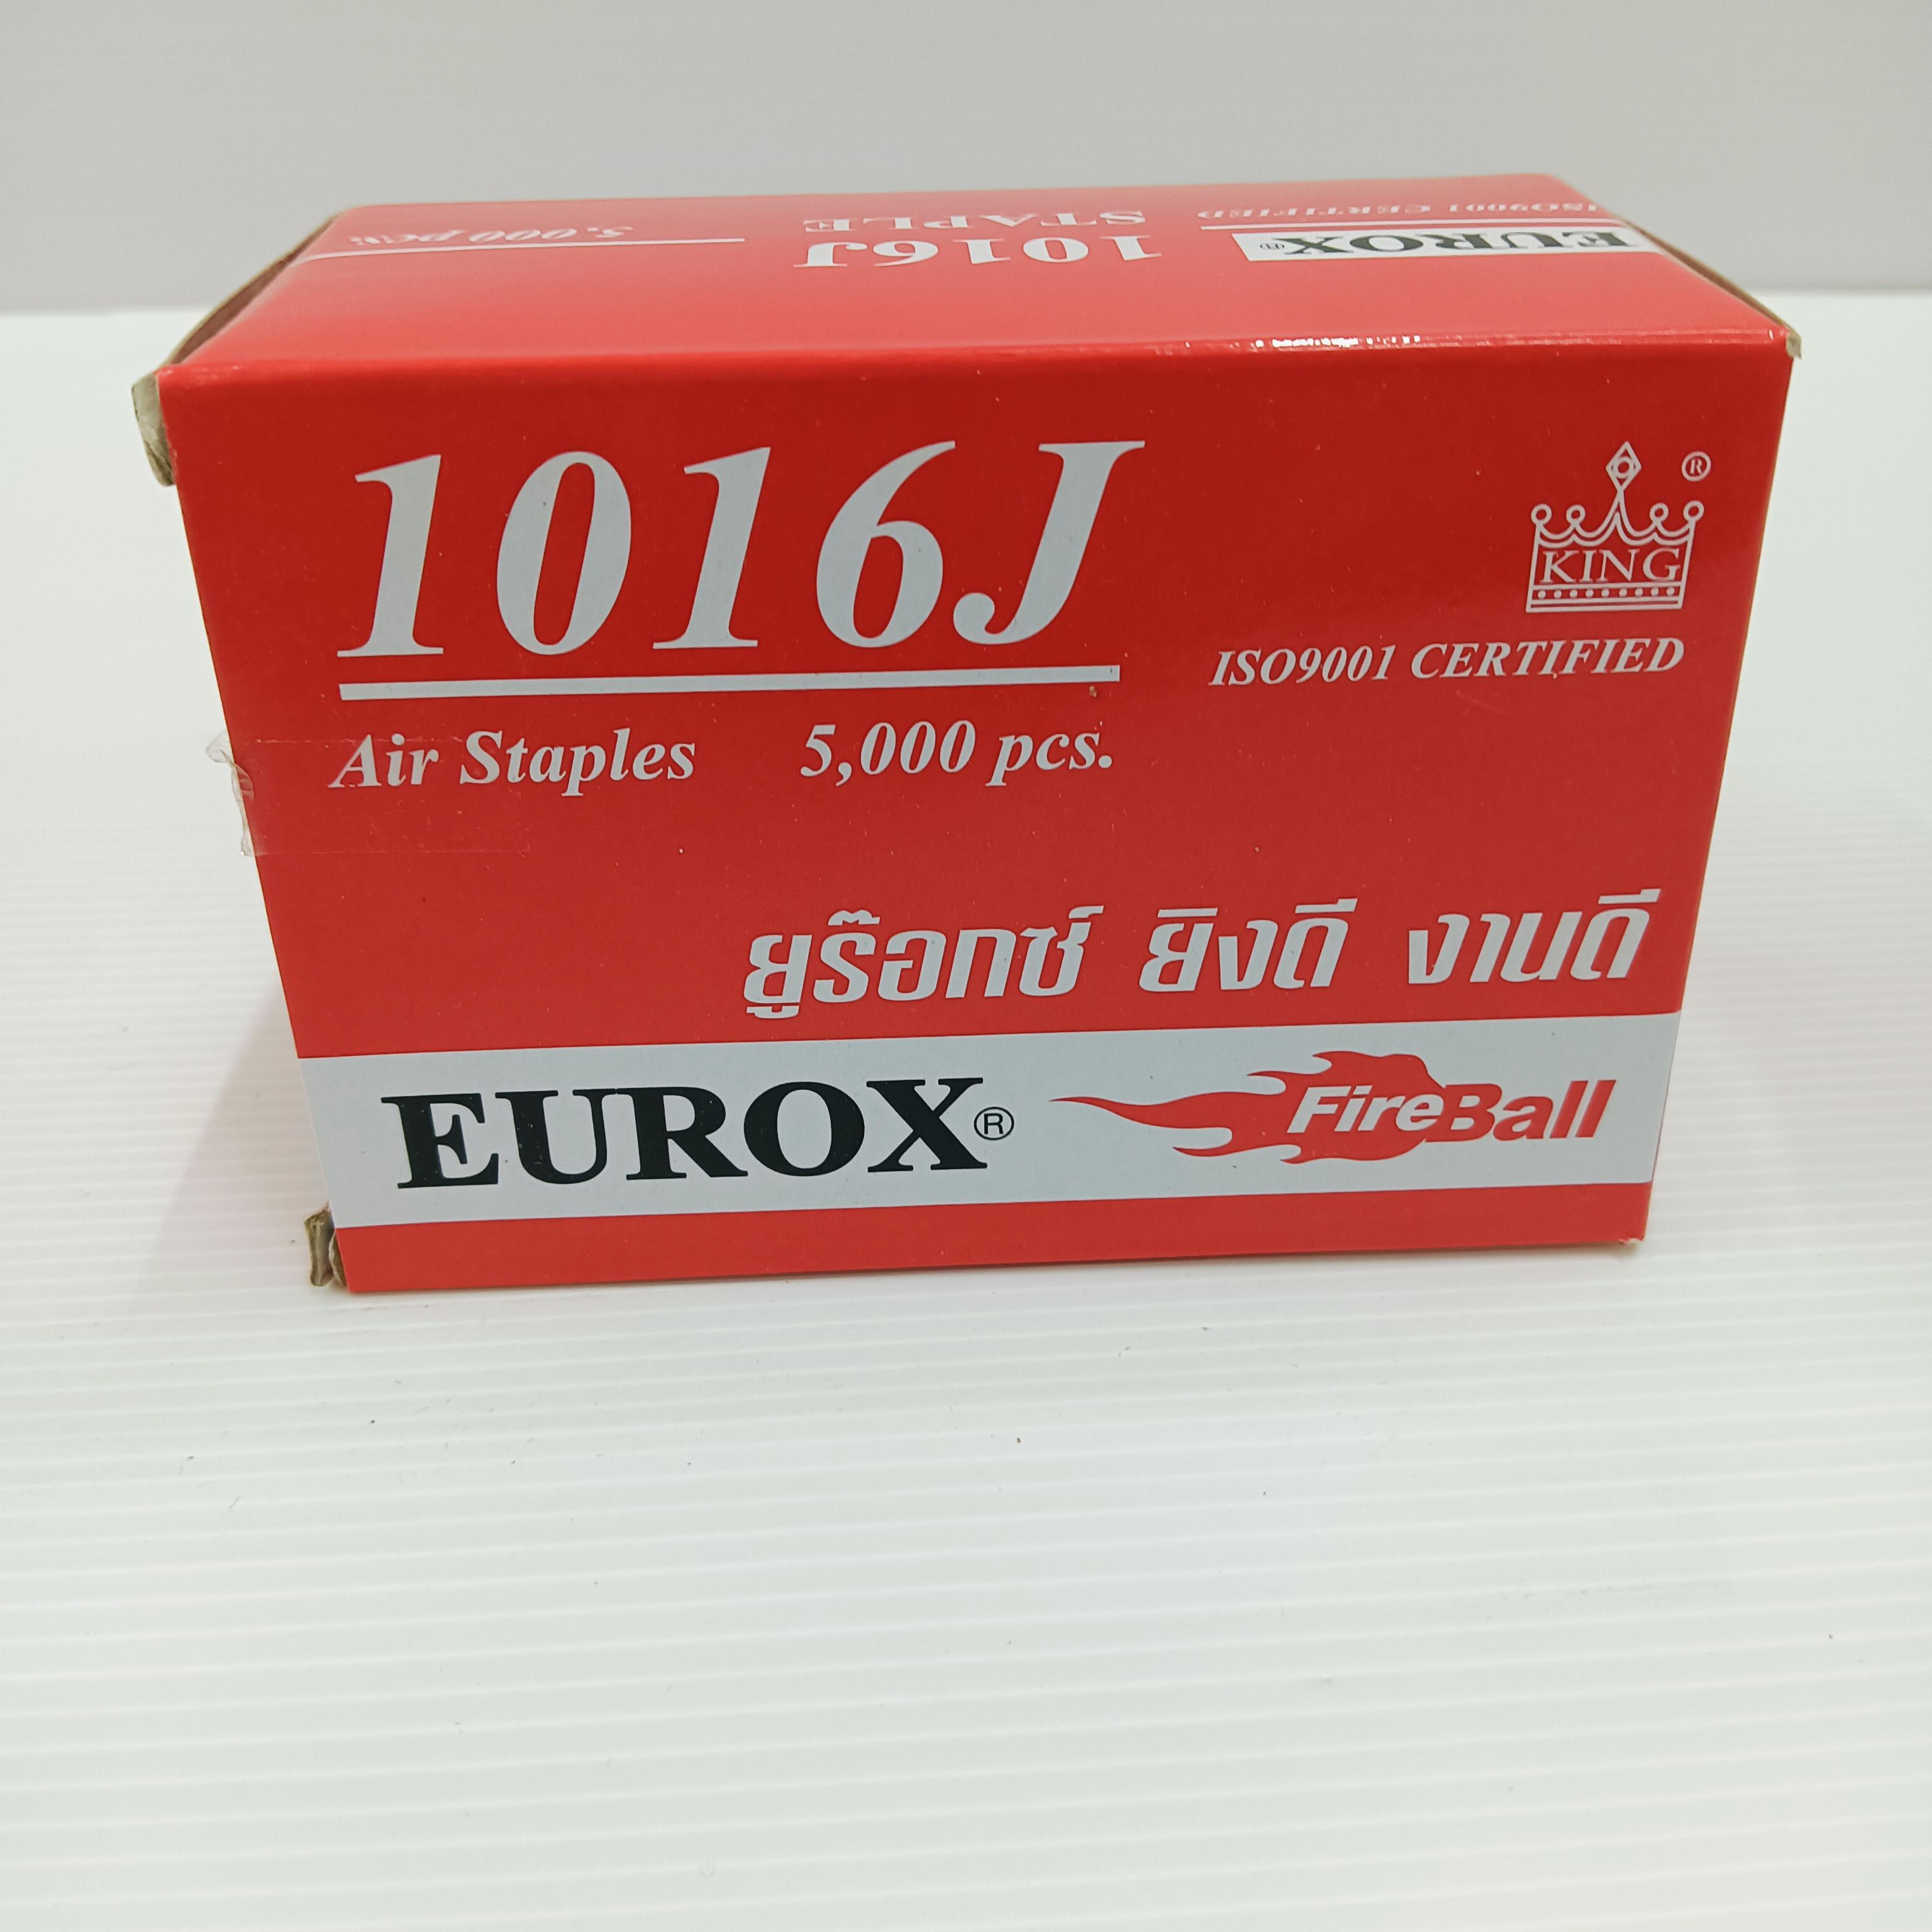 5,000 pcs.
1016J
STAPLE
ISO9001 CERTIFIED
EUROX®
1016J
KING ®
ISO9001 CERTIFIED
Air Staples 5,000 pcs.
ยูร๊อกซ์ ยิงดี งานดี
EUROX® FireBall